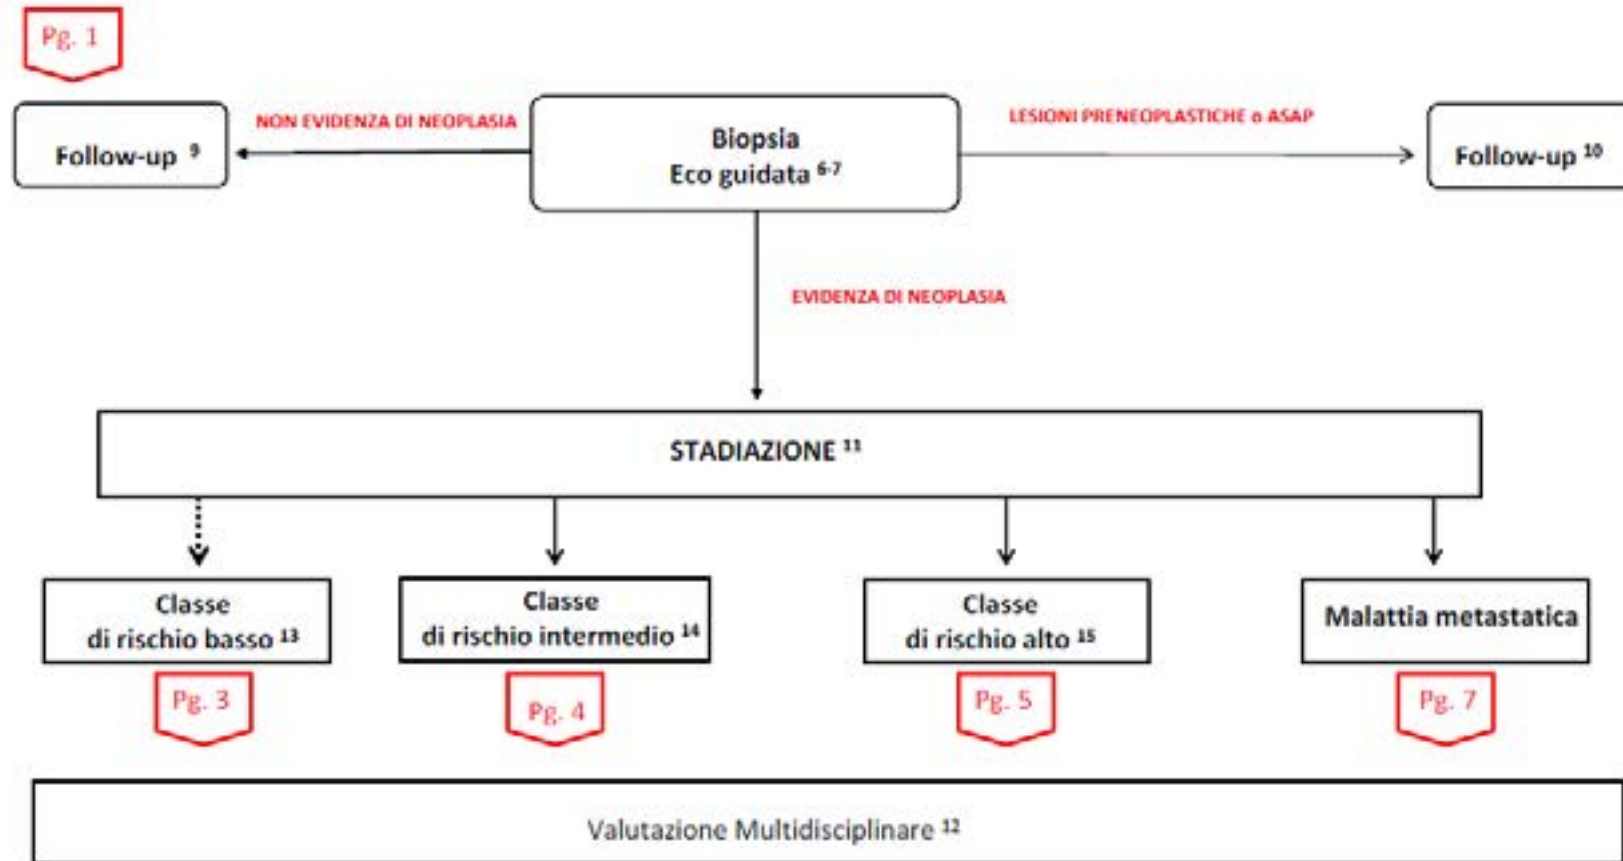 Pg. 1
NON EVIDENZA DI NEOPLASIA
LESIONI PRENEOPLASTICHE o ASAP
Follow-up 9
Biopsia
Eco guidata 6-7
Follow-up 10
EVIDENZA DI NEOPLASIA
STADIAZIONE 11
Classe
di rischio basso 13
Classe
di rischio intermedio 14
Classe
di rischio alto 15
Malattia metastatica
Pg. 3
Pg. 4
Pg. 5
Pg. 7
Valutazione Multidisciplinare 12